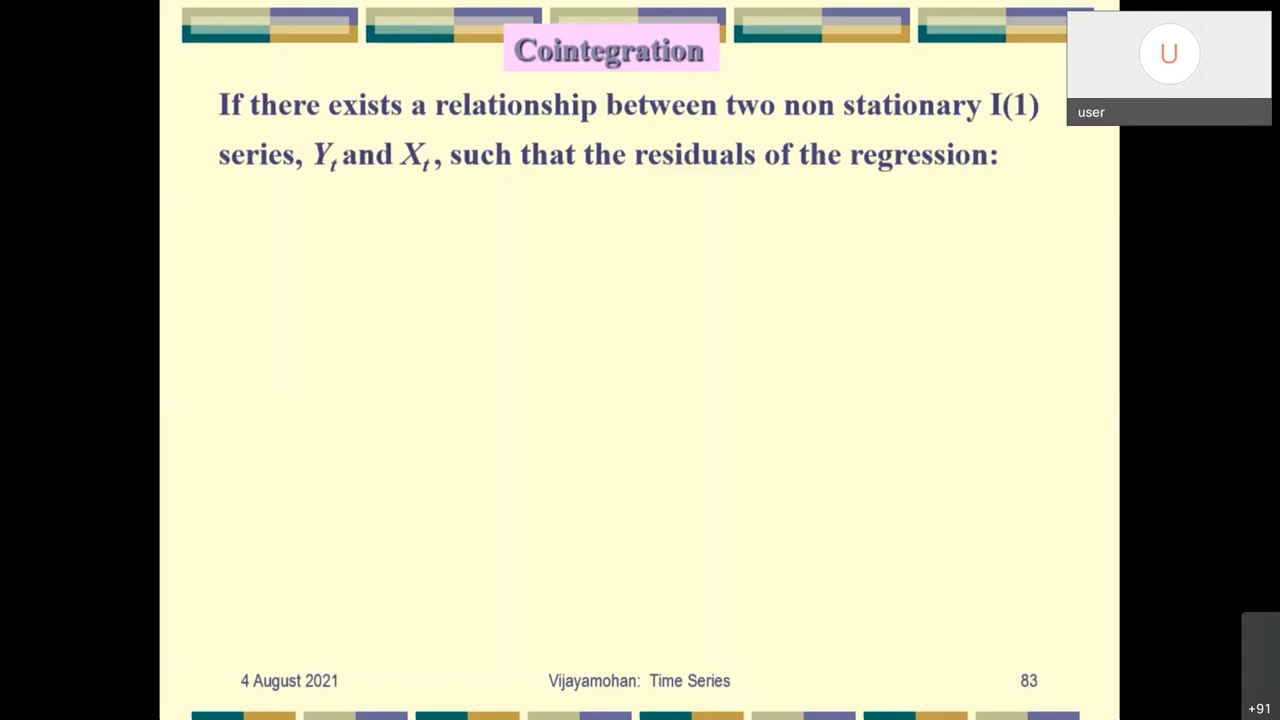 Cointegration
If there exists a relationship between two non stationary I(1)
series, Yt and Xt, such that the residuals of the regression:
U
user
4 August 2021
Vijayamohan: Time Series
83
+91